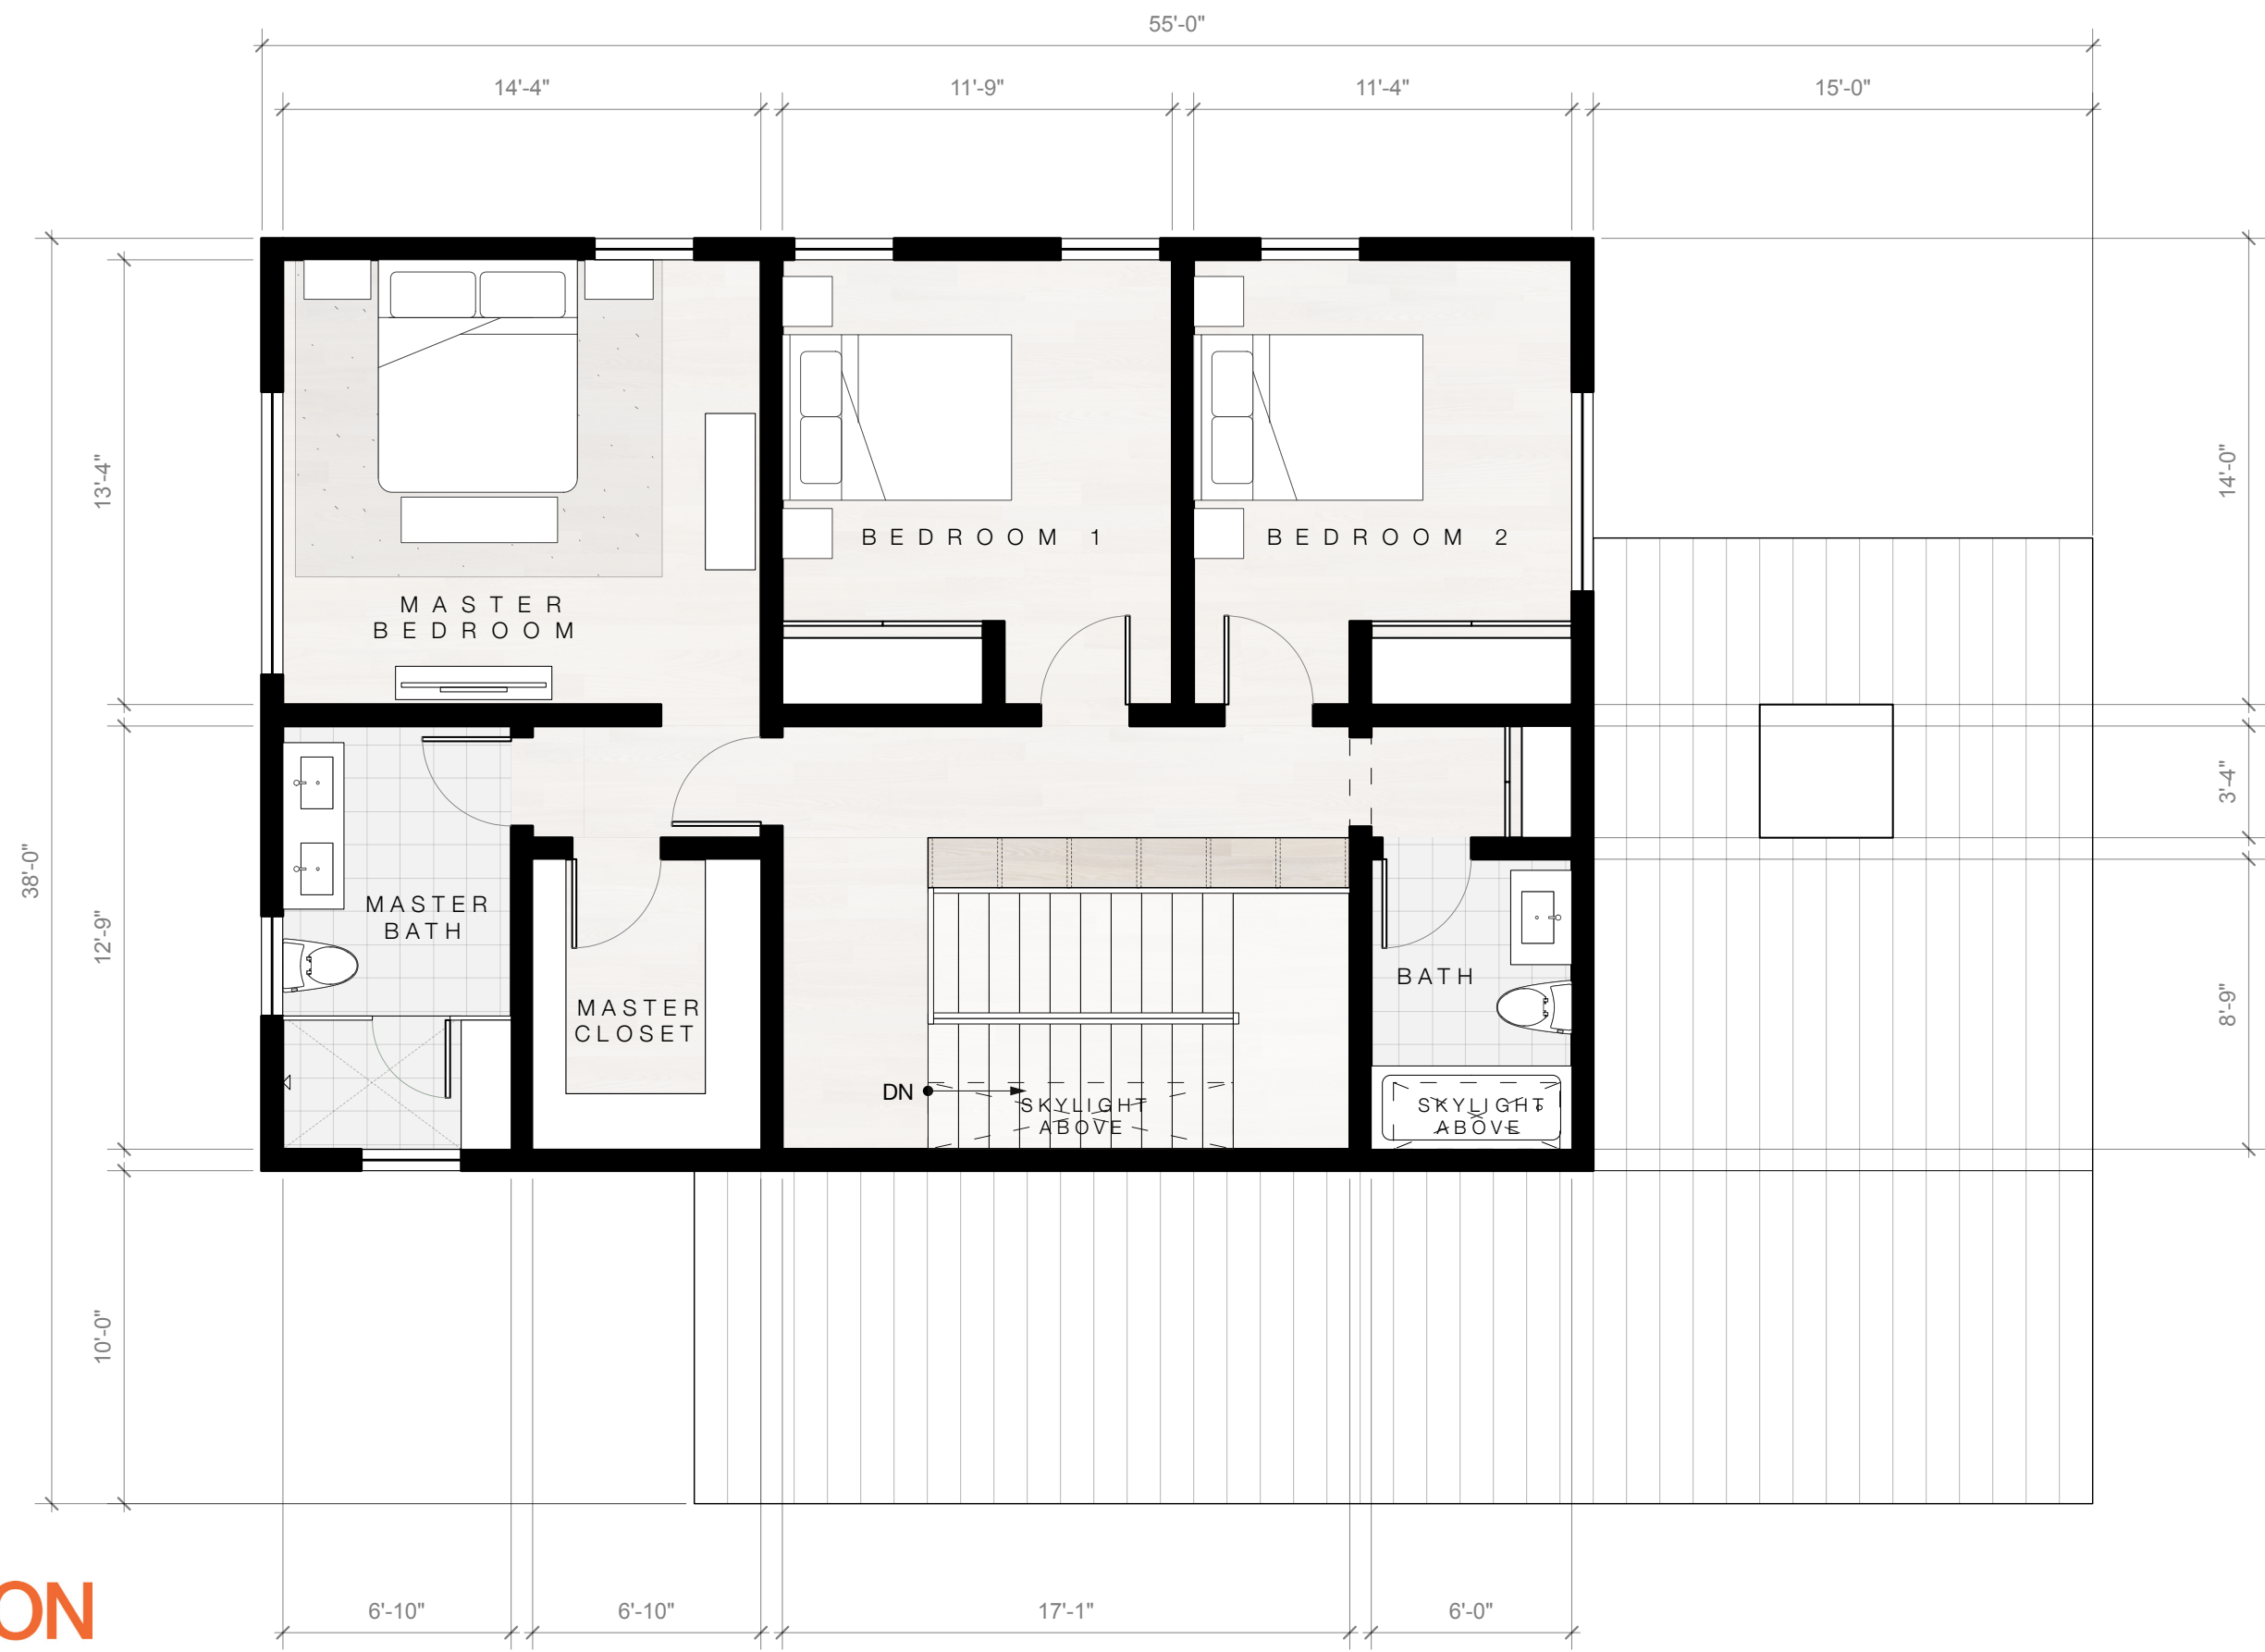 55'-0"
14'-4"
11'-9"
11'-4"
15'-0"
13'-4"
14'-0"
BEDROOM 1
BEDROOM 2
MASTER
BEDROOM
3'-4"
38'-0"
12'-9"
MASTER
BATH
8'-9"
BATH
MASTER
CLOSET
DN
SKYLIGHT
ABOVE
SKYLIGHT
ABOVE
10'-0"
ON
6'-10"
6'-10"
17'-1"
6'-0"